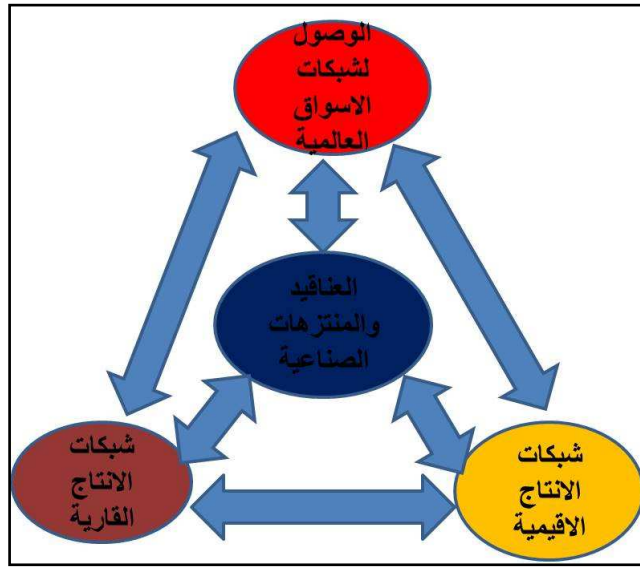 الوصول
لشبكات
الاسواق
العالمية
العناقيد
والمنتزهات
الصناعية
شبكات
الانتاج
الاقيمية
شبكات
الانتاج
القارية